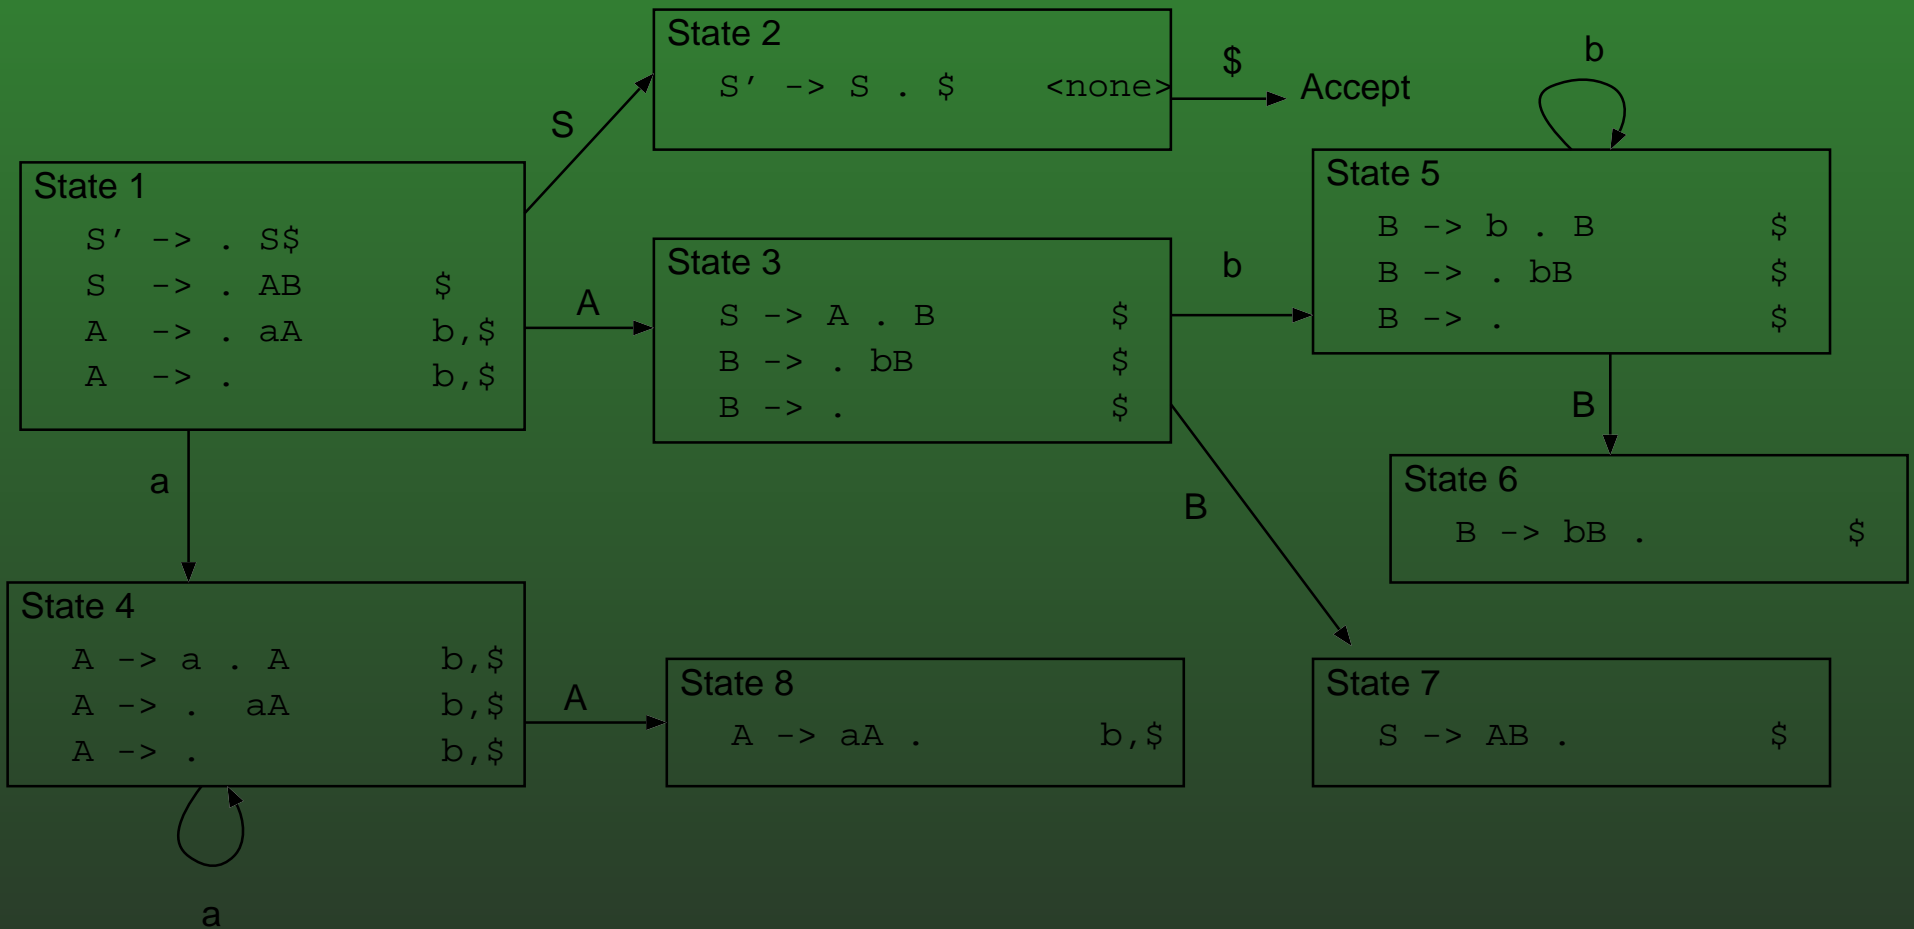 State 2
S' -> S . $ <none>
$
Accept
b
S
State 1
S' -> . S$
S -> . AB $
A -> . aA b,$
A -> . b,$
A
State 3
S -> A . B $
B -> . bB $
B -> . $
b
State 5
B -> b . B $
B -> . bB $
B -> . $
B
State 6
B -> bB . $
a
B
State 4
A -> a . A b,$
A -> . aA b,$
A -> . b,$
A
State 8
A -> aA . b,$
State 7
S -> AB . $
a